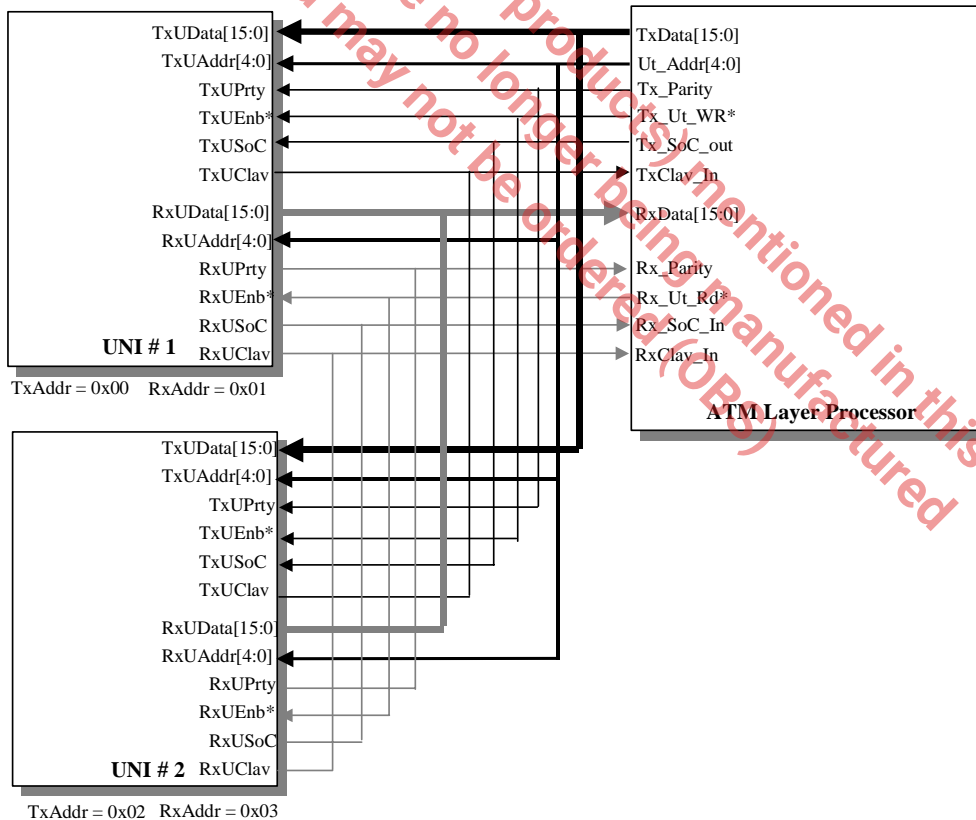 TxUData[15:0]
TxUAddr[4:0]
TxUPrty
TxUEnb*
TxUSoC
TxUClav
RxUData[15:0]
RxUAddr[4:0]
RxUPrty
RxUEnb*
RxUSoC
RxUClav
UNI # 1
TxAddr = 0x00 RxAddr = 0x01
TxData[15:0]
Ut_Addr[4:0]
Tx_Parity
Tx_Ut_WR*
Tx_SoC_out
TxClav_In
RxData[15:0]
Rx_Parity
Rx_Ut_Rd*
Rx_SoC_In
RxClav_In
ATM Layer Processor
TxUData[15:0]
TxUAddr[4:0]
TxUPrty
TxUEnb*
TxUSoC
TxUClav
RxUData[15:0]
RxUAddr[4:0]
RxUPrty
RxUEnb*
RxUSoC
RxUClav
UNI # 2
TxAddr = 0x02 RxAddr = 0x03
products) mentioned in this
no longer being manufactured
may not be ordered (OBS)